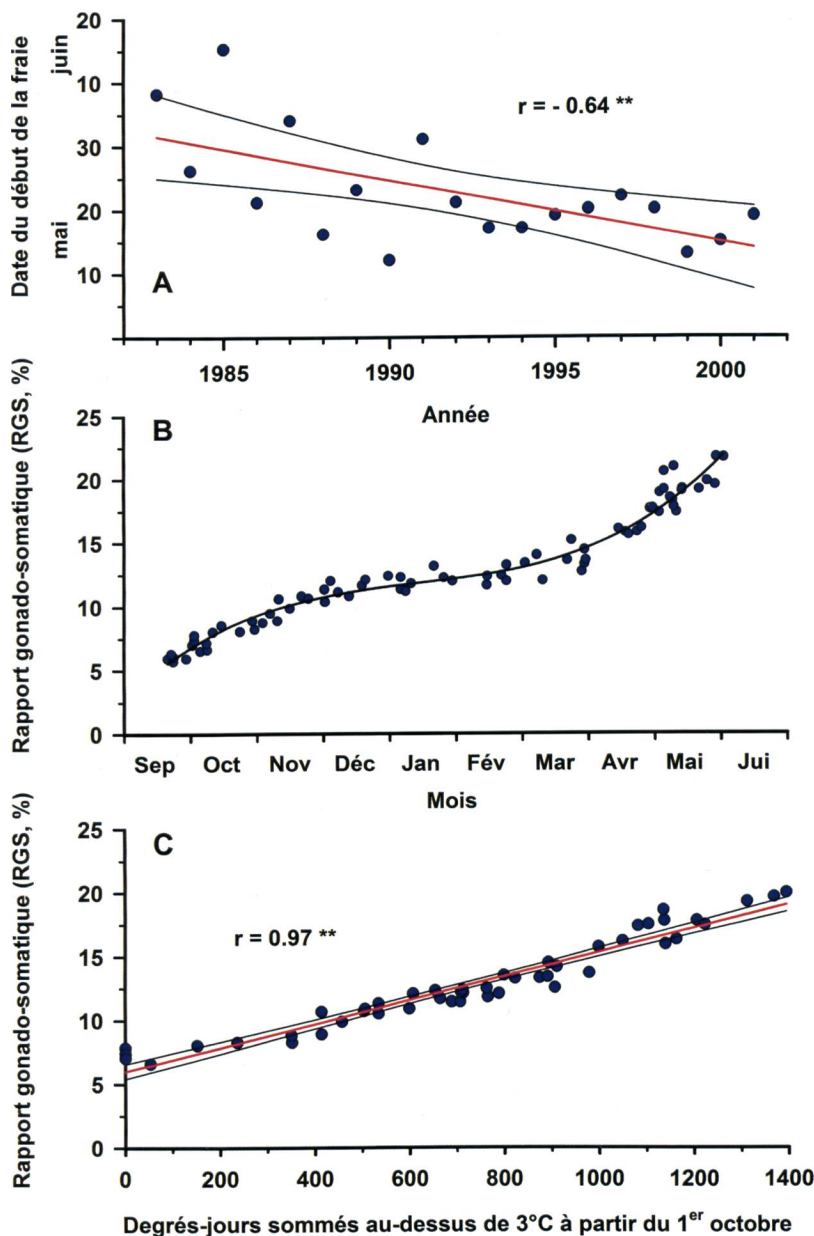 Date du début de la fraie
juin
mai
20
10
30
20
10
r = - 0.64 **
A
1985
1990
1995
2000
Année
Rapport gonado-somatique (RGS, %)
25
20
15
10
5
0
B
Sep
Oct
Nov
Déc
Jan
Fév
Mar
Avr
Mai
Jui
Mois
Rapport gonado-somatique (RGS, %)
25
20
15
10
5
0
C
r = 0.97 **
0
200
400
600
800
1000
1200
1400
Degrés-jours sommés au-dessus de 3°C à partir du 1er octobre